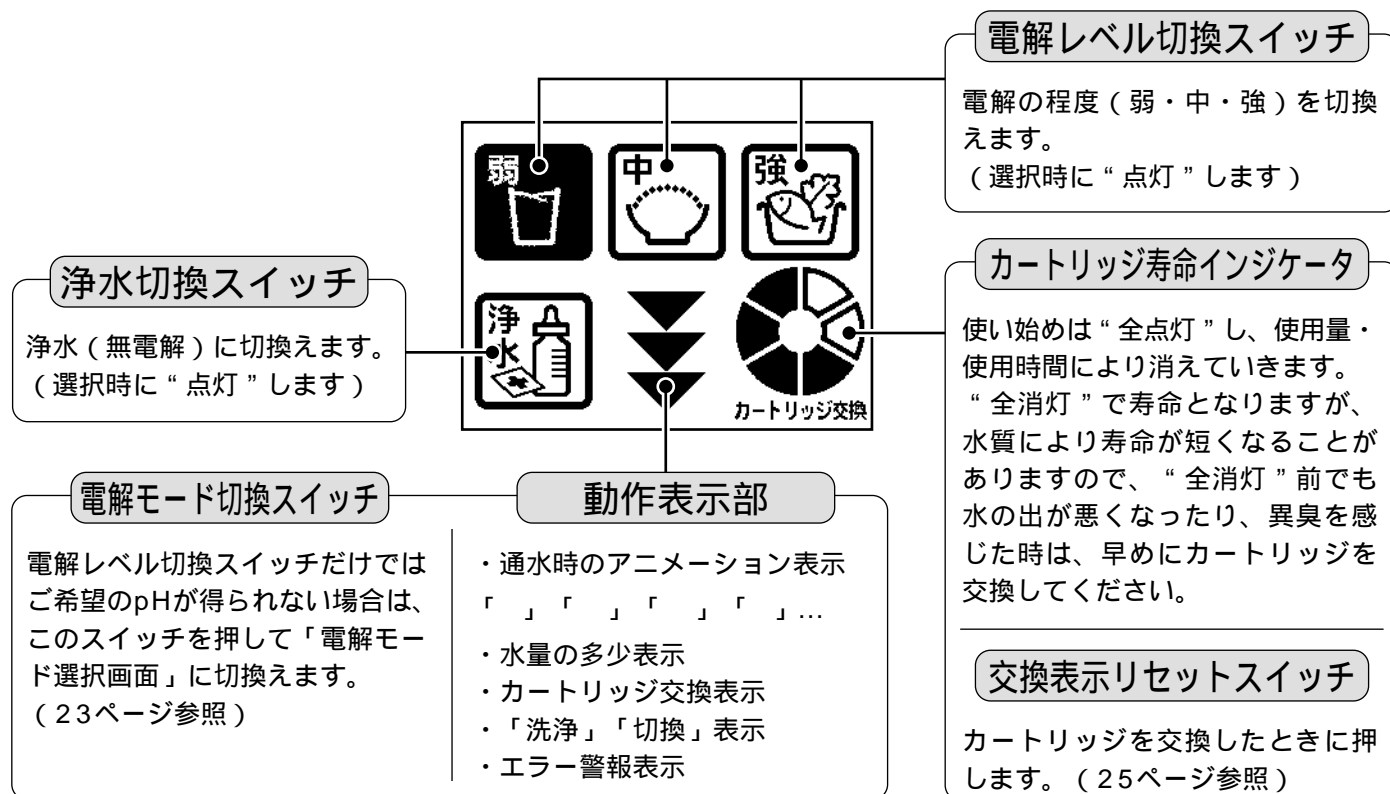 電解レベル切換スイッチ
電解の程度（弱・中・強）を切換
えます。
（選択時に“点灯”します）
弱
中
強
浄水切換スイッチ
浄水（無電解）に切換えます。
（選択時に“点灯”します）
浄
水
カートリッジ交換
カートリッジ寿命インジケータ
使い始めは“全点灯”し、使用量・
使用時間により消えていきます。
“全消灯”で寿命となりますが、
水質により寿命が短くなることが
ありますので、“全消灯”前でも
水の出が悪くなったり、異臭を感
じた時は、早めにカートリッジを
交換してください。
交換表示リセットスイッチ
カートリッジを交換したときに押
します。（25ページ参照）
電解モード切換スイッチ
電解レベル切換スイッチだけでは
ご希望のpHが得られない場合は、
このスイッチを押して「電解モー
ド選択画面」に切換えます。
（23ページ参照）
動作表示部
・通水時のアニメーション表示
「　」「　」「　」「　」…
・水量の多少表示
・カートリッジ交換表示
・「洗浄」「切換」表示
・エラー警報表示